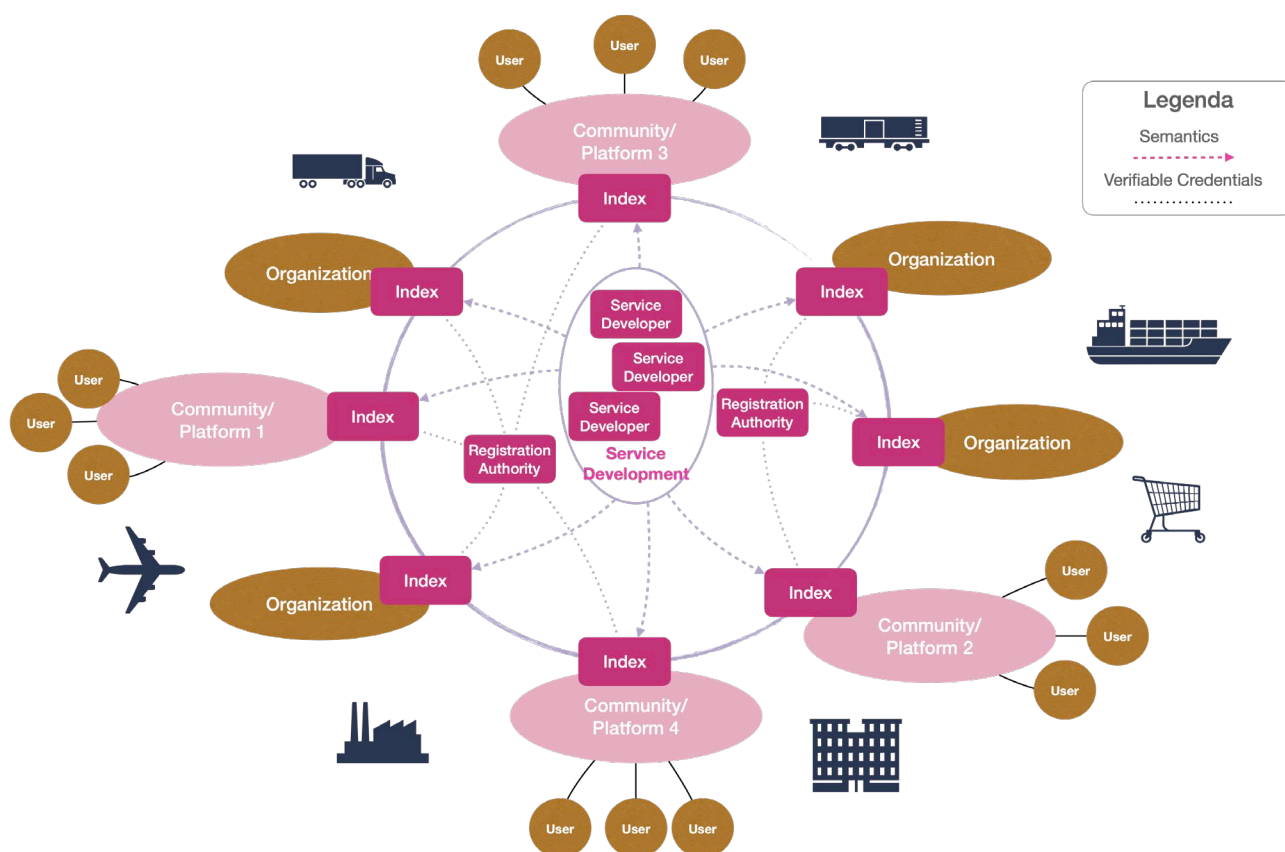 User
User
User
Community/
Platform 3
Index
Legenda
Semantics
Verifiable Credentials
Organization
Index
Organization
Index
Service
Developer
Service
Developer
Service
Developer
Service
Development
User
User
User
Community/
Platform 1
Index
Registration
Authority
Registration
Authority
Index
Organization
Organization
Index
Index
Community/
Platform 2
User
User
User
Index
Community/
Platform 4
User
User
User